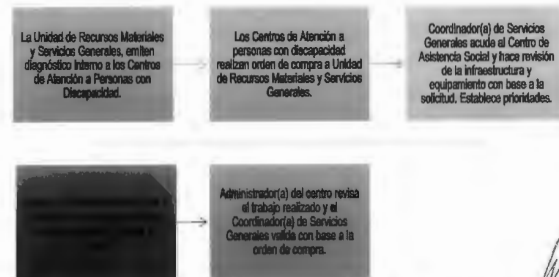 La Unidad de Recursos Materiales
y Servicios Generales, emiten
diagnóstico Interno a los Centros
de Atención a Personas con
Discapacidad.
Los Centros de Atención a
personas con discapacidad
realizan orden de compra a Unidad
de Recursos Materiales y Servicios
Generales.
Coordinador(a) de Servicios
Generales acude al Centro de
Asistencia Social y hace revisión
de la infraestructura y
equipamiento con base a la
solicitud. Establece prioridades.
Administrador(a) del centro revisa
el trabajo realizado y el
Coordinador(a) de Servicios
Generales valida con base a la
orden de compra.